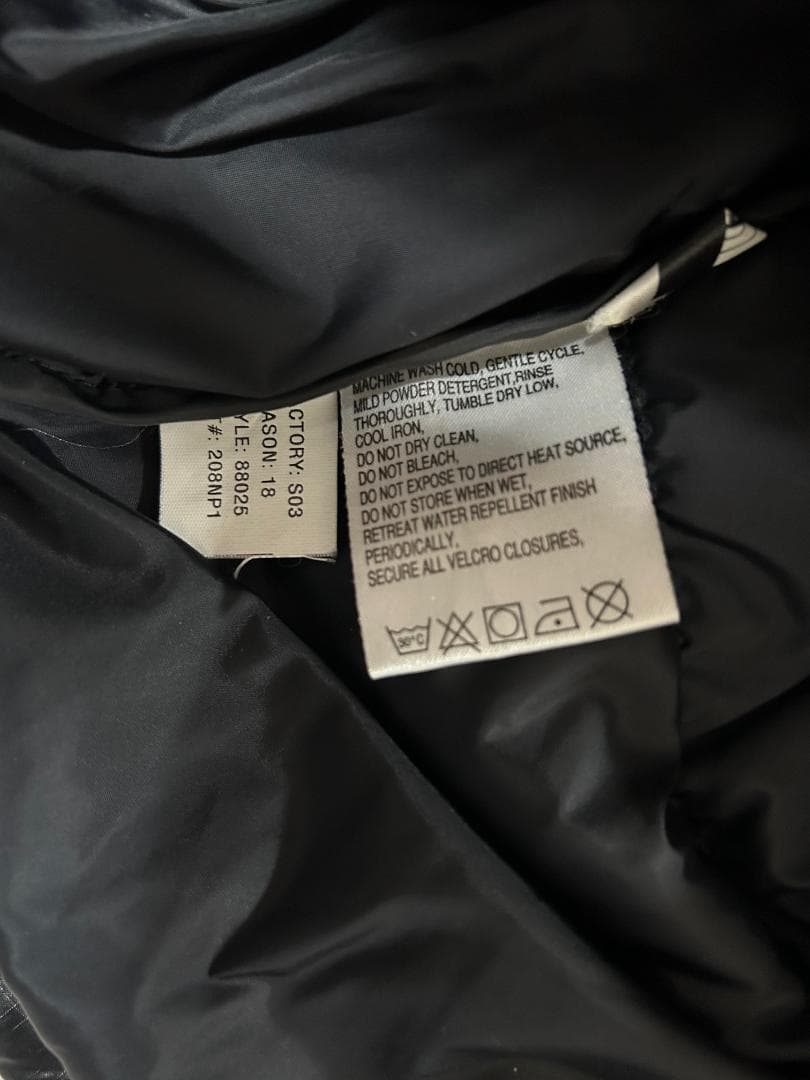 CTORY: S03
ASON: 18
YLE: 88025
T#: 208NP1
MACHINE WASH COLD, GENTLE CYCLE,
MILD POWDER DETERGENT,RINSE
THOROUGHLY, TUMBLE DRY LOW,
COOL IRON,
DO NOT DRY CLEAN,
DO NOT BLEACH,
DO NOT EXPOSE TO DIRECT HEAT SOURCE,
DO NOT STORE WHEN WET,
RETREAT WATER REPELLENT FINISH
PERIODICALLY,
SECURE ALL VELCRO CLOSURES,
30°C